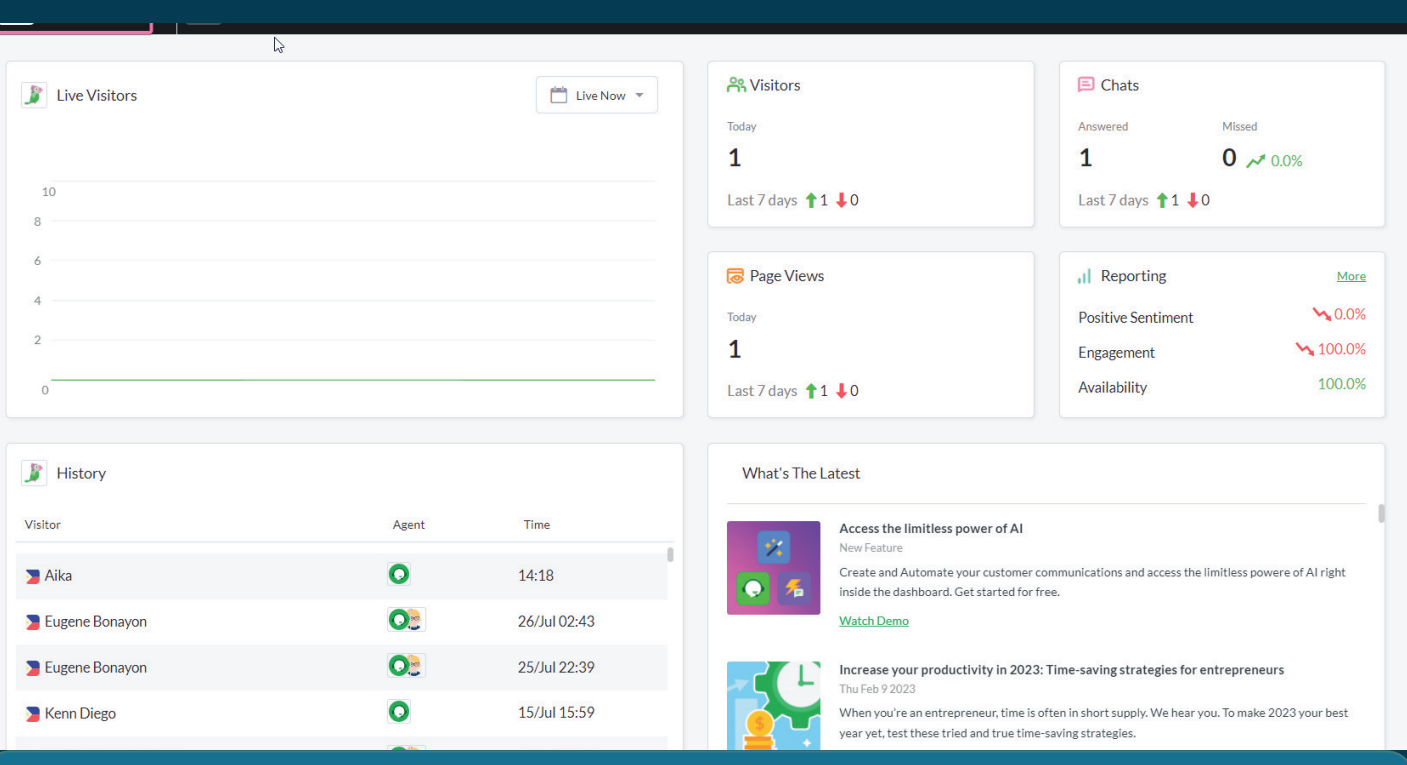 Live Visitors
Live Now
10
8
6
4
2
0
Visitors
Today
1
Last 7 days 1 0
Chats
Answered Missed
1 0 0.0%
Last 7 days 1 0
Page Views
Today
1
Last 7 days 1 0
Reporting More
Positive Sentiment 0.0%
Engagement 100.0%
Availability 100.0%
History
Visitor Agent Time
Aika 14:18
Eugene Bonayon 26/Jul 02:43
Eugene Bonayon 25/Jul 22:39
Kenn Diego 15/Jul 15:59
What's The Latest
Access the limitless power of AI
New Feature
Create and Automate your customer communications and access the limitless powere of AI right
inside the dashboard. Get started for free.
Watch Demo
Increase your productivity in 2023: Time-saving strategies for entrepreneurs
Thu Feb 9 2023
When you're an entrepreneur, time is often in short supply. We hear you. To make 2023 your best
year yet, test these tried and true time-saving strategies.